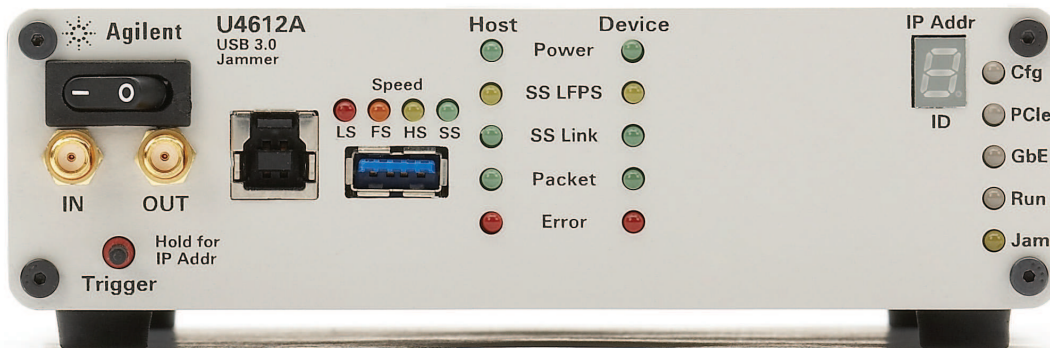 Agilent
U4612A
USB 3.0
Jammer
– O
IN
OUT
Hold for
IP Addr
Trigger
Speed
LS FS HS SS
Host Device
Power
SS LFPS
SS Link
Packet
Error
IP Addr
ID
Cfg
PCIe
GbE
Run
Jam